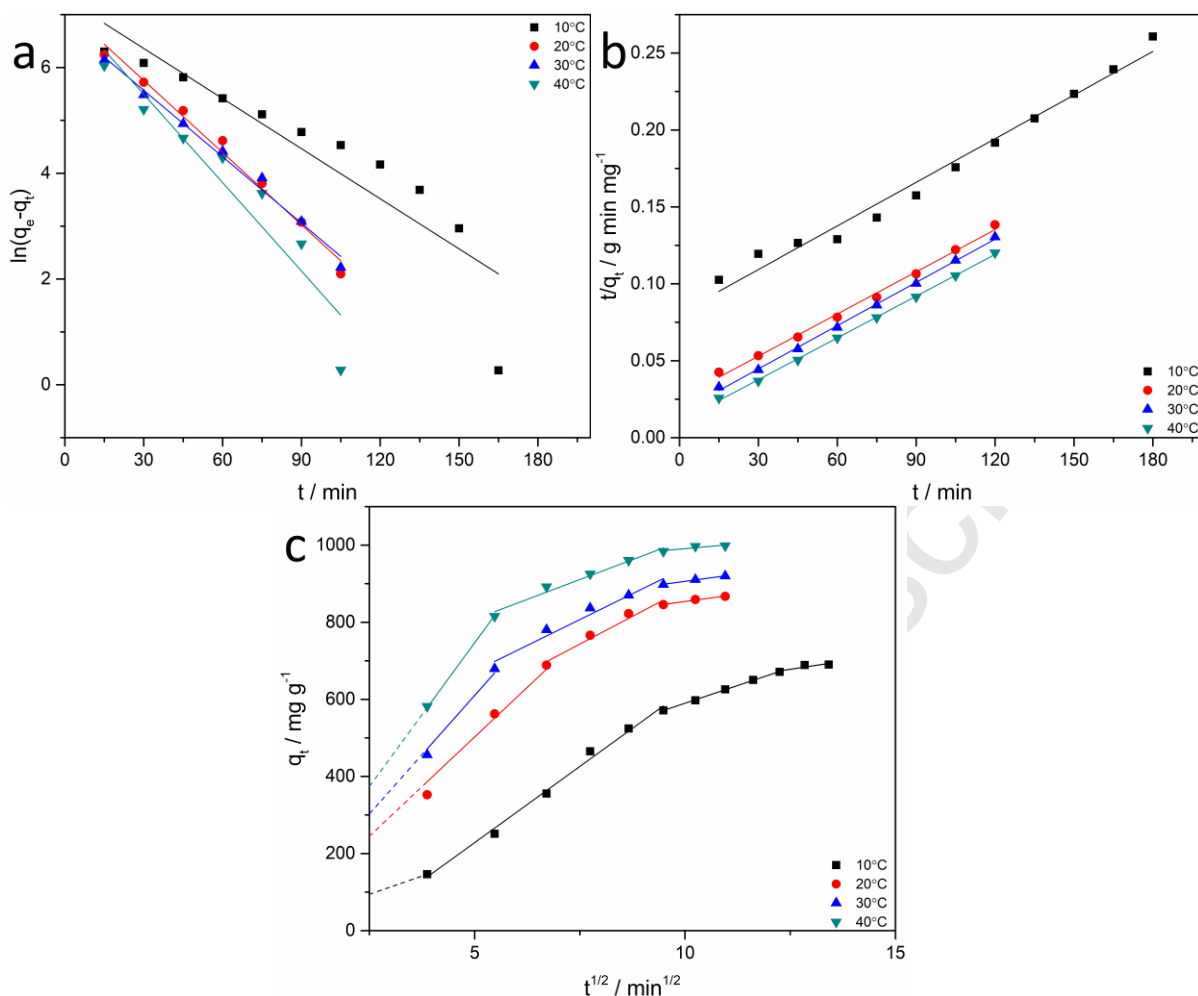 a
ln(qₑ-qₜ)
6
4
2
0
0 30 60 90 120 150 180
t / min
10°C
20°C
30°C
40°C
b
t/qₜ / g min mg⁻¹
0.25
0.20
0.15
0.10
0.05
0.00
0 30 60 90 120 150 180
t / min
10°C
20°C
30°C
40°C
c
qₜ / mg g⁻¹
1000
800
600
400
200
0
5 10 15
t¹/² / min¹/²
10°C
20°C
30°C
40°C
SC